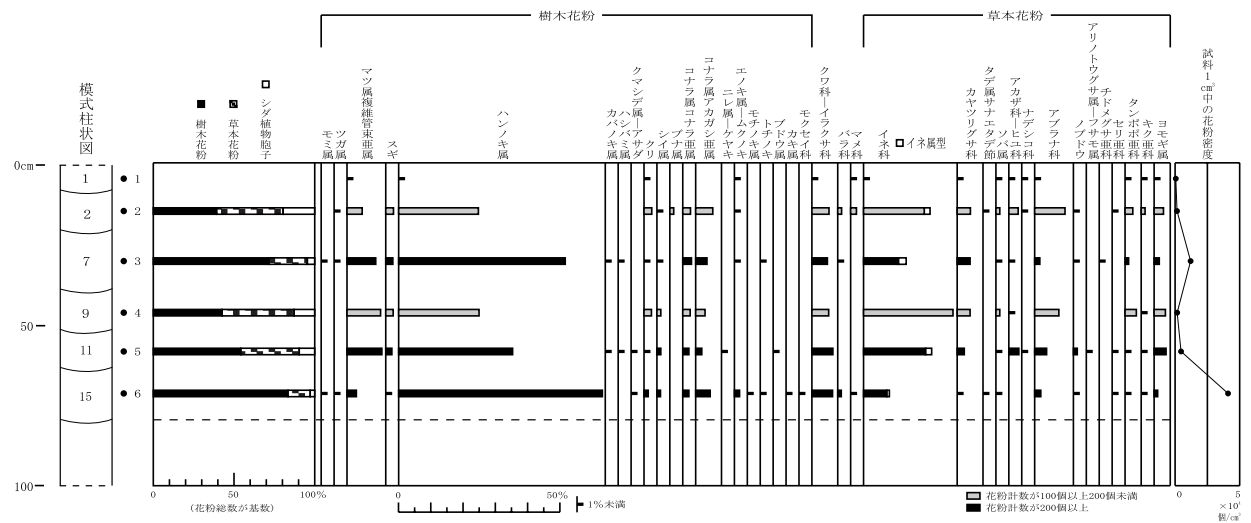 樹木花粉
草本花粉
模式柱状図
樹木花粉
草本花粉
シダ植物胞子
モミ属
ツガ属
マツ属複維管束亜属
スギ
ハンノキ属
カバノキ属
ハシバミ属
クマシデ属―アサダ
クリ
シイ属
ブナ属
コナラ属コナラ亜属
コナラ属アカガシ亜属
ニレ属―ケヤキ
エノキ属―ムクノキ
モチノキ属
トチノキ
ブドウ属
カキ属
モクセイ科
クワ科―イラクサ科
バラ科
マメ科
イネ科
イネ属型
カヤツリグサ科
タデ属サナエタデ節
ソバ属
アカザ科―ヒユ科
ナデシコ科
アブラナ科
ノブドウ
アリノトウグサ属―フサモ属
チドメグサ亜科
セリ亜科
タンポポ亜科
キク亜科
ヨモギ属
試料1cm³中の花粉密度
0cm
50
100
1
2
7
9
11
15
1
2
3
4
5
6
0 50 100%
(花粉総数が基数)
0 50%
1%未満
花粉計数が100個以上200個未満
花粉計数が200個以上
0 5
個/cm³